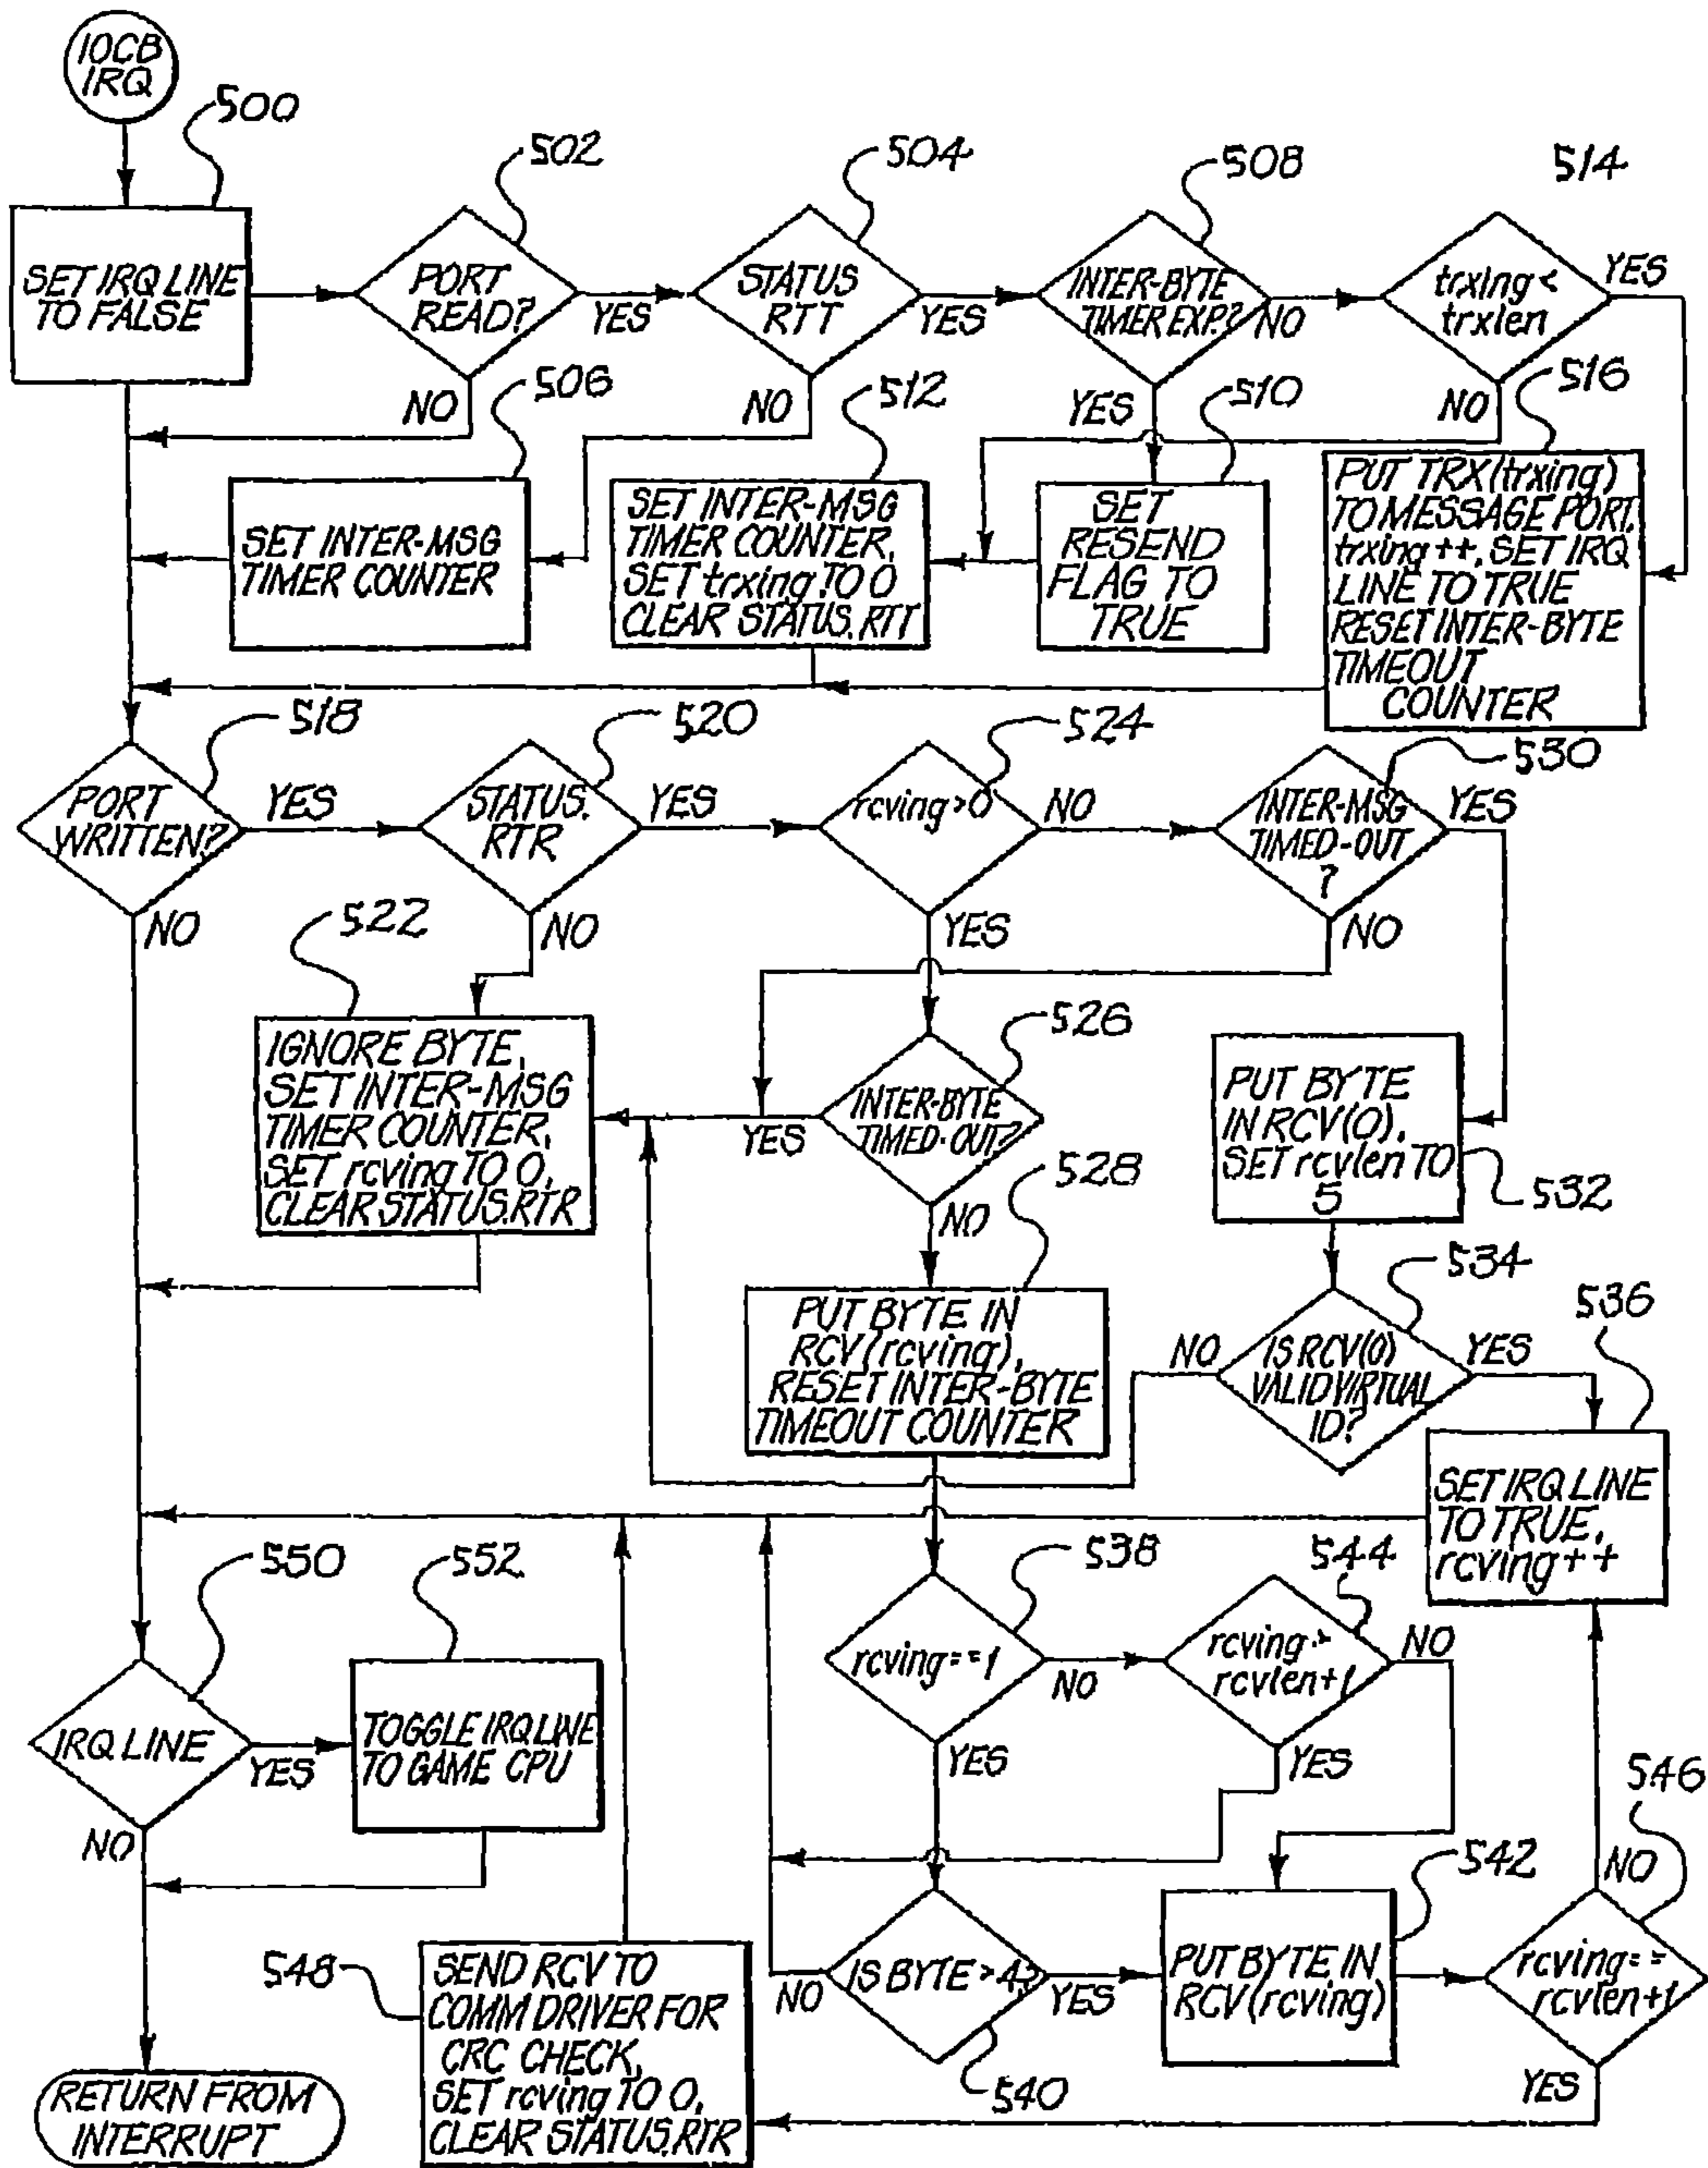 IOCB
IRQ
500
502
504
508
514
SET IRQ LINE
TO FALSE
PORT
READ?
YES
NO
STATUS
RTT
YES
NO
INTER-BYTE
TIMER EXP.?
NO
YES
trxing <
trxlen
YES
NO
506
512
510
516
SET INTER-MSG
TIMER COUNTER
SET INTER-MSG
TIMER COUNTER,
SET trxing TO 0
CLEAR STATUS.RTT
SET
RESEND
FLAG TO
TRUE
PUT TRX(trxing)
TO MESSAGE PORT,
trxing++, SET IRQ
LINE TO TRUE
RESET INTER-BYTE
TIMEOUT
COUNTER
518
520
524
530
PORT
WRITTEN?
YES
NO
STATUS.
RTR
YES
NO
rcving>0
NO
YES
INTER-MSG
TIMED-OUT
?
YES
NO
522
526
IGNORE BYTE,
SET INTER-MSG
TIMER COUNTER,
SET rcving TO 0,
CLEAR STATUS.RTR
INTER-BYTE
TIMED-OUT?
YES
NO
PUT BYTE
IN RCV(0),
SET rcvlen TO
5
532
528
534
536
PUT BYTE IN
RCV(rcving),
RESET INTER-BYTE
TIMEOUT COUNTER
IS RCV(0)
VALID VIRTUAL
ID?
NO
YES
SET IRQ LINE
TO TRUE,
rcving++
550
552
538
544
IRQ LINE
YES
NO
TOGGLE IRQ LINE
TO GAME CPU
rcving==1
NO
YES
rcving>
rcvlen+1
NO
YES
546
542
548
SEND RCV TO
COMM DRIVER FOR
CRC CHECK,
SET rcving TO 0,
CLEAR STATUS.RTR
IS BYTE>4?
NO
YES
540
PUT BYTE IN
RCV(rcving)
rcving==
rcvlen+1
NO
YES
RETURN FROM
INTERRUPT